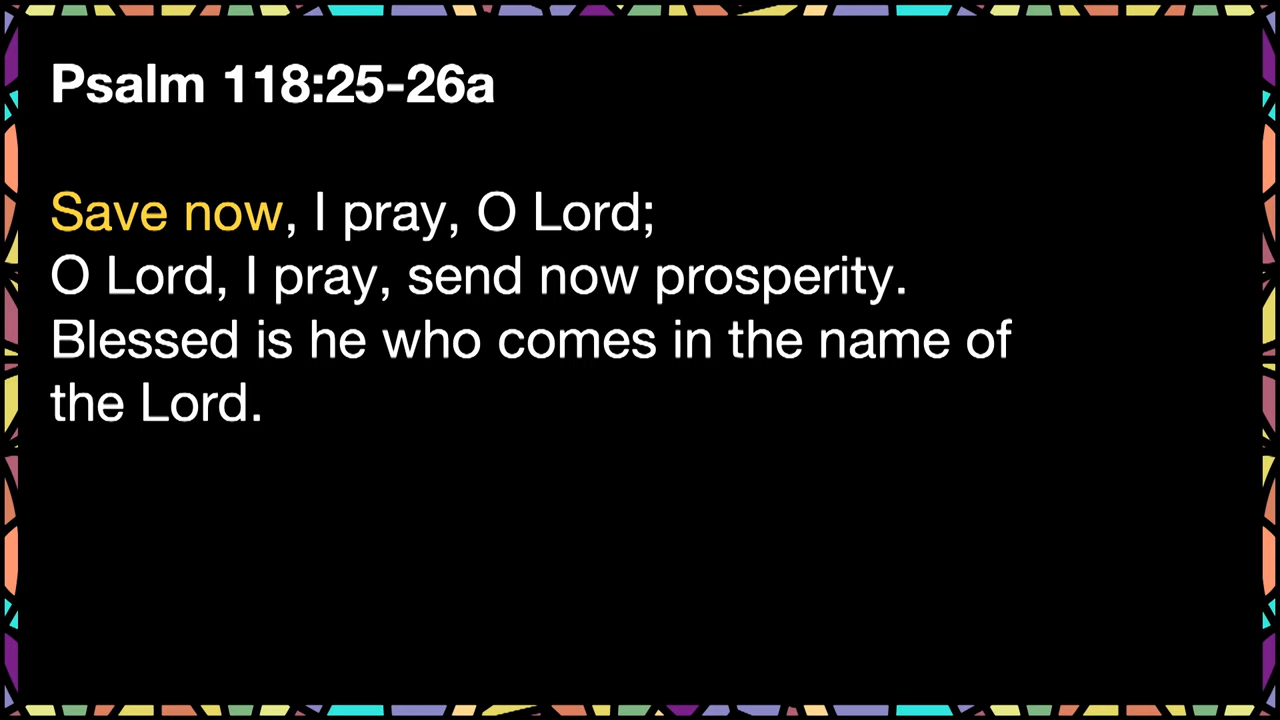 Psalm 118:25-26a
Save now, I pray, O Lord;
O Lord, I pray, send now prosperity.
Blessed is he who comes in the name of
the Lord.